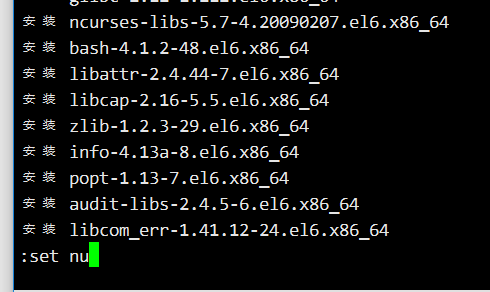 安装 ncurses-libs-5.7-4.20090207.el6.x86_64
安装 bash-4.1.2-48.el6.x86_64
安装 libattr-2.4.44-7.el6.x86_64
安装 libcap-2.16-5.5.el6.x86_64
安装 zlib-1.2.3-29.el6.x86_64
安装 info-4.13a-8.el6.x86_64
安装 popt-1.13-7.el6.x86_64
安装 audit-libs-2.4.5-6.el6.x86_64
安装 libcom_err-1.41.12-24.el6.x86_64
:set nu